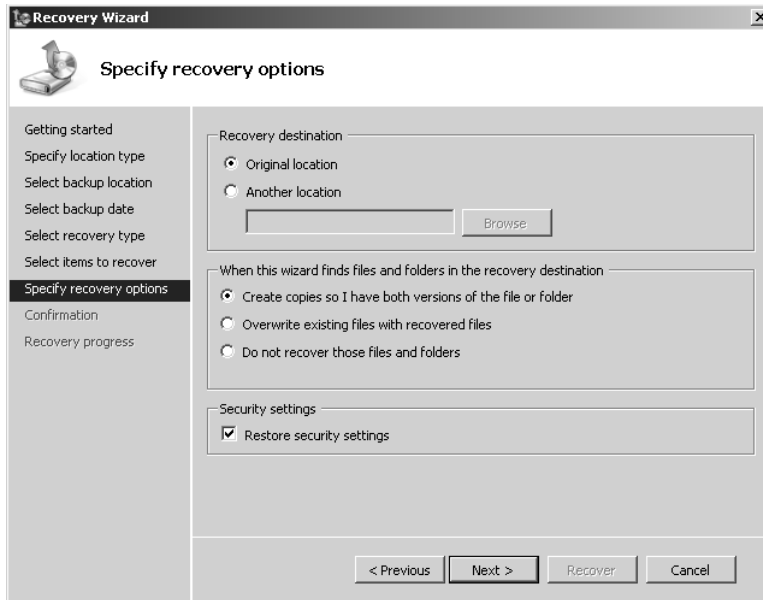 Recovery Wizard
Specify recovery options
Getting started
Specify location type
Select backup location
Select backup date
Select recovery type
Select items to recover
Specify recovery options
Confirmation
Recovery progress
Recovery destination
Original location
Another location
Browse
When this wizard finds files and folders in the recovery destination
Create copies so I have both versions of the file or folder
Overwrite existing files with recovered files
Do not recover those files and folders
Security settings
Restore security settings
< Previous
Next >
Recover
Cancel